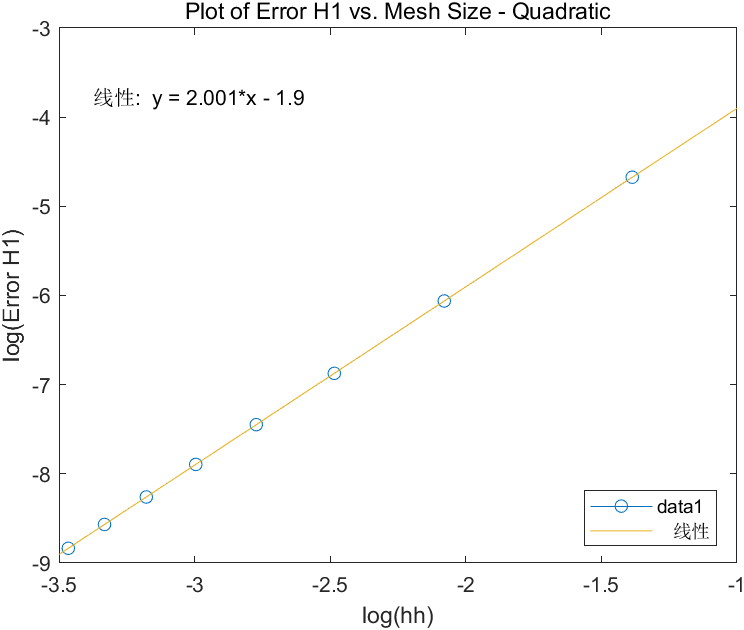 Plot of Error H1 vs. Mesh Size - Quadratic
-3
线性: y = 2.001*x - 1.9
-4
-5
log(Error H1)
-6
-7
-8
-9
data1
线性
-3.5
-3
-2.5
-2
-1.5
-1
log(hh)